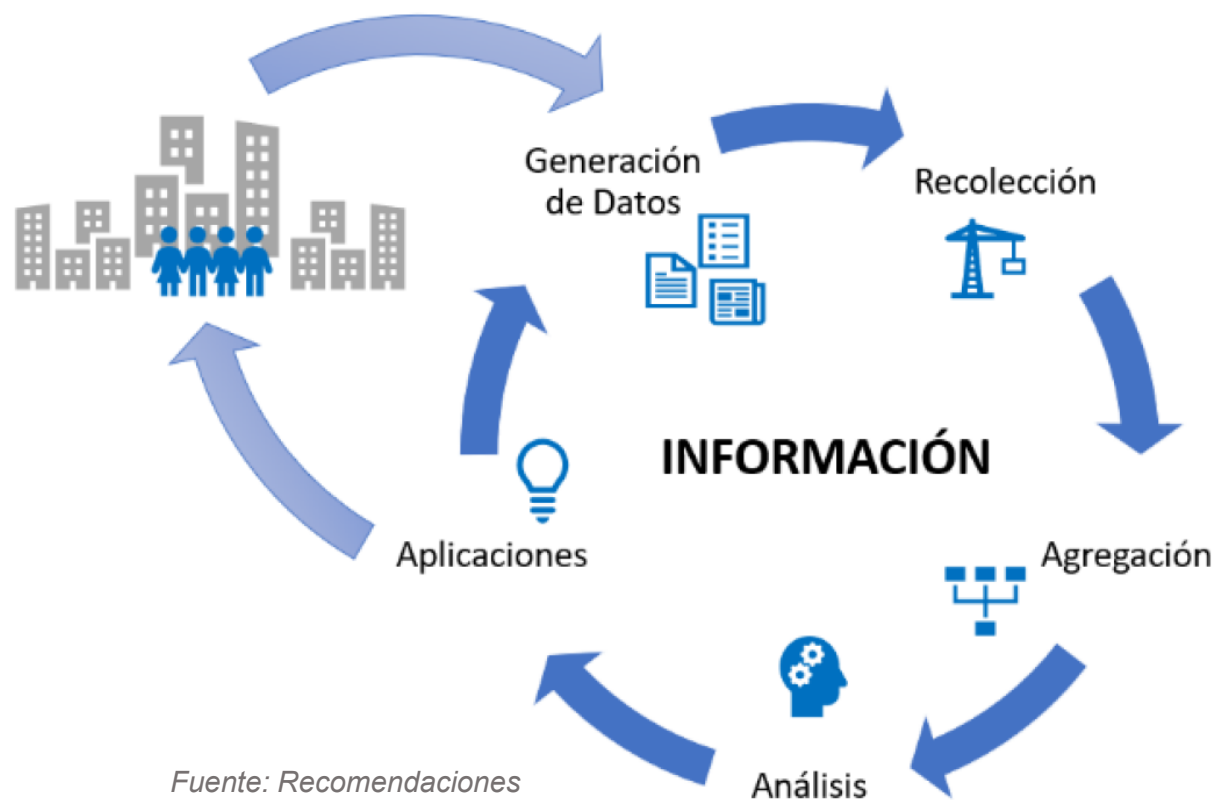 Generación
de Datos
Recolección
INFORMACIÓN
Aplicaciones
Agregación
Análisis
Fuente: Recomendaciones